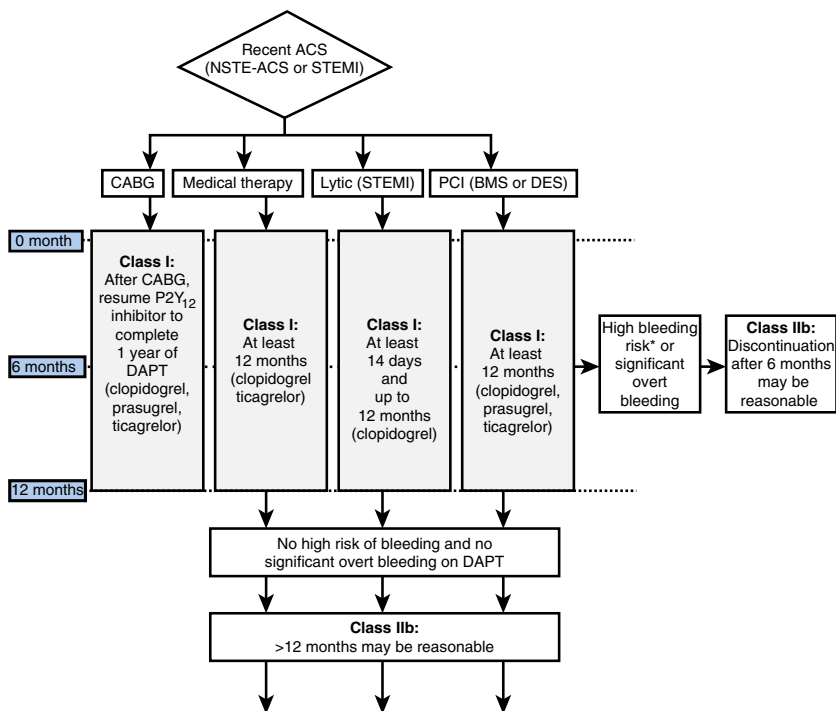 Recent ACS
(NSTE-ACS or STEMI)
CABG
Medical therapy
Lytic (STEMI)
PCI (BMS or DES)
0 month
Class I:
After CABG,
resume P2Y12
inhibitor to
complete
1 year of
DAPT
(clopidogrel,
prasugrel,
ticagrelor)
Class I:
At least
12 months
(clopidogrel
ticagrelor)
Class I:
At least
14 days
and
up to
12 months
(clopidogrel)
Class I:
At least
12 months
(clopidogrel,
prasugrel,
ticagrelor)
High bleeding
risk* or
significant
overt
bleeding
Class IIb:
Discontinuation
after 6 months
may be
reasonable
6 months
12 months
No high risk of bleeding and no
significant overt bleeding on DAPT
Class IIb:
>12 months may be reasonable